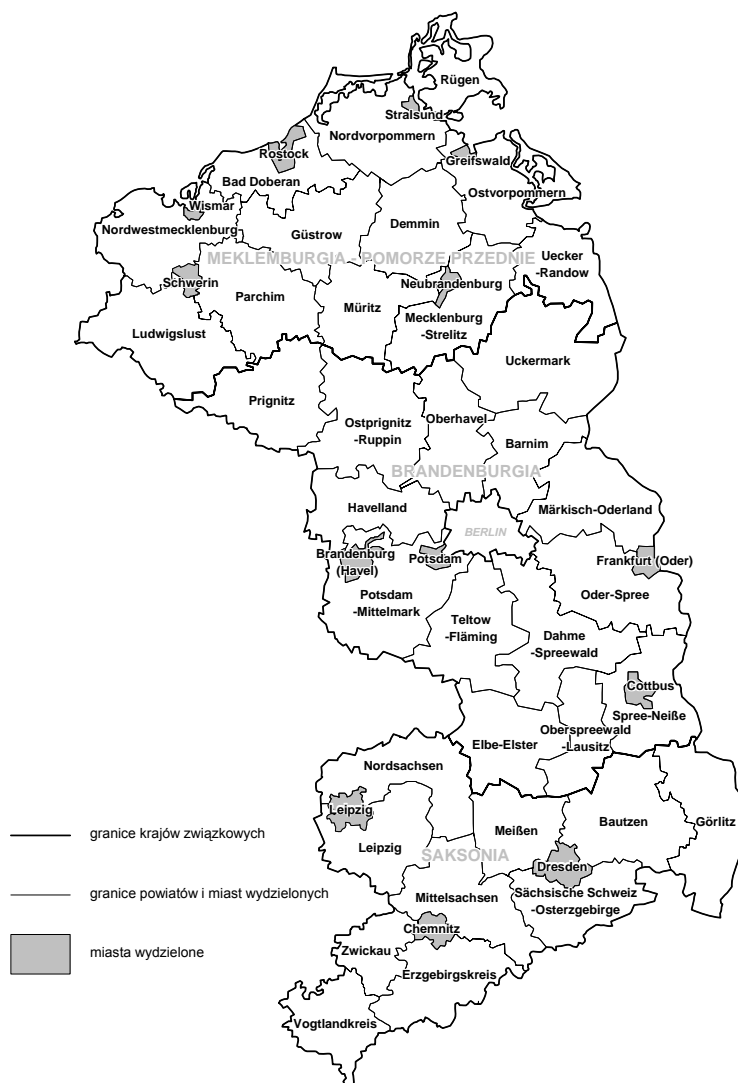 Rügen
Stralsund
Nordvorpommern
Rostock
Greifswald
Bad Doberan
Ostvorpommern
Wismar
Nordwestmecklenburg
Güstrow
Demmin
MEKLEMBURGIA - POMORZE PRZEDNIE
Uecker
-Randow
Schwerin
Neubrandenburg
Parchim
Müritz
Mecklenburg
-Strelitz
Ludwigslust
Uckermark
Prignitz
Ostprignitz
-Ruppin
Oberhavel
Barnim
BRANDENBURGIA
Havelland
Märkisch-Oderland
BERLIN
Brandenburg
(Havel)
Potsdam
Frankfurt (Oder)
Potsdam
-Mittelmark
Oder-Spree
Teltow
-Fläming
Dahme
-Spreewald
Cottbus
Spree-Neiße
Elbe-Elster
Oberspreewald
-Lausitz
Nordsachsen
Leipzig
Meißen
Bautzen
Görlitz
Leipzig
SAKSONIA
Dresden
Mittelsachsen
Sächsische Schweiz
-Osterzgebirge
Chemnitz
Zwickau
Erzgebirgskreis
Vogtlandkreis
granice krajów związkowych
granice powiatów i miast wydzielonych
miasta wydzielone